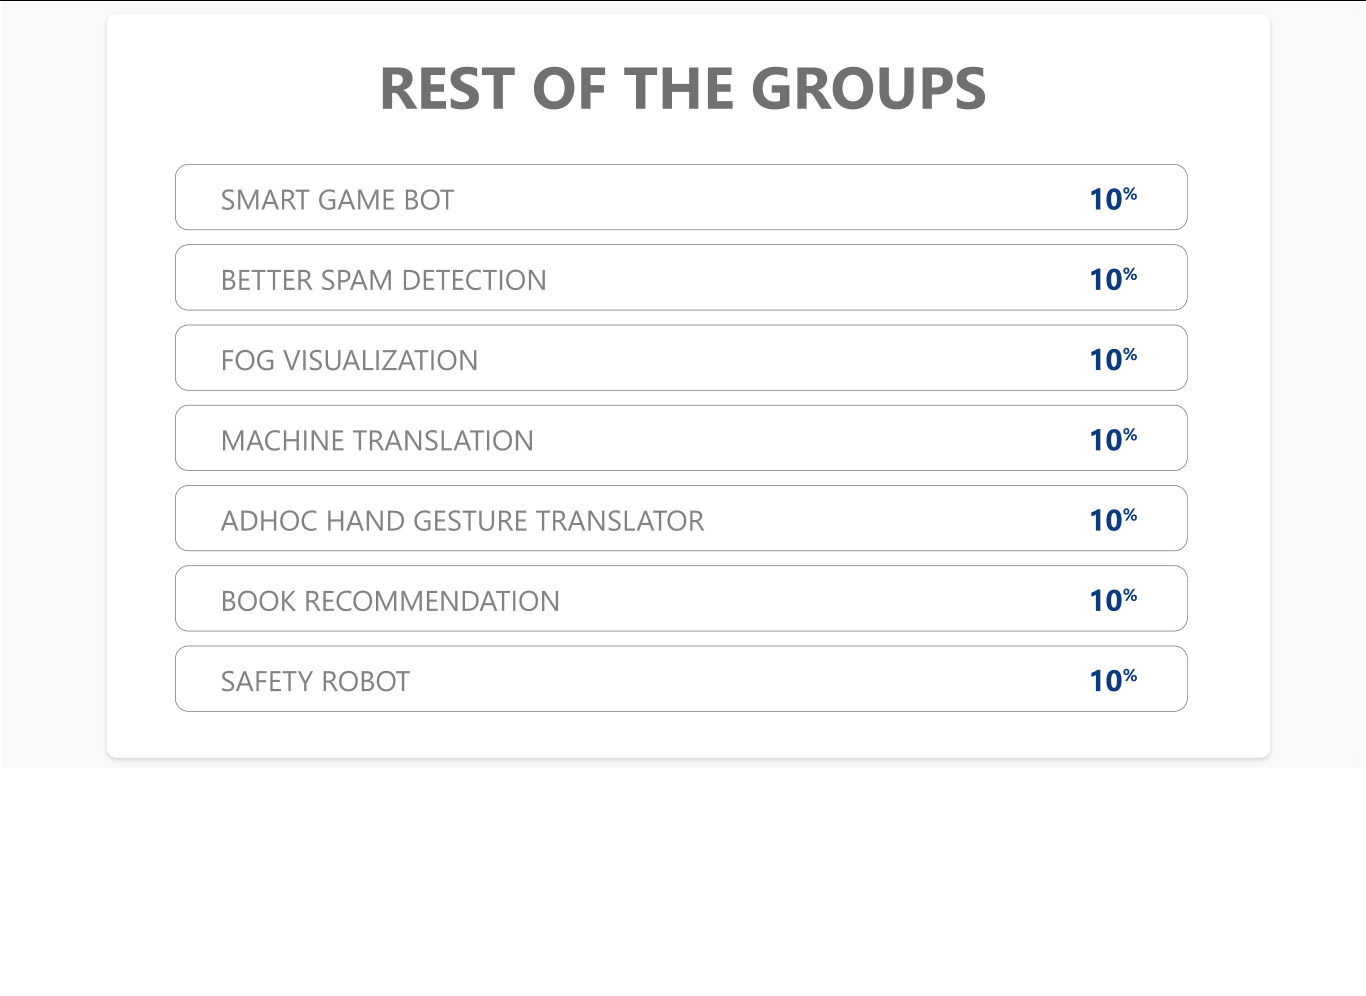 REST OF THE GROUPS
SMART GAME BOT 10%
BETTER SPAM DETECTION 10%
FOG VISUALIZATION 10%
MACHINE TRANSLATION 10%
ADHOC HAND GESTURE TRANSLATOR 10%
BOOK RECOMMENDATION 10%
SAFETY ROBOT 10%